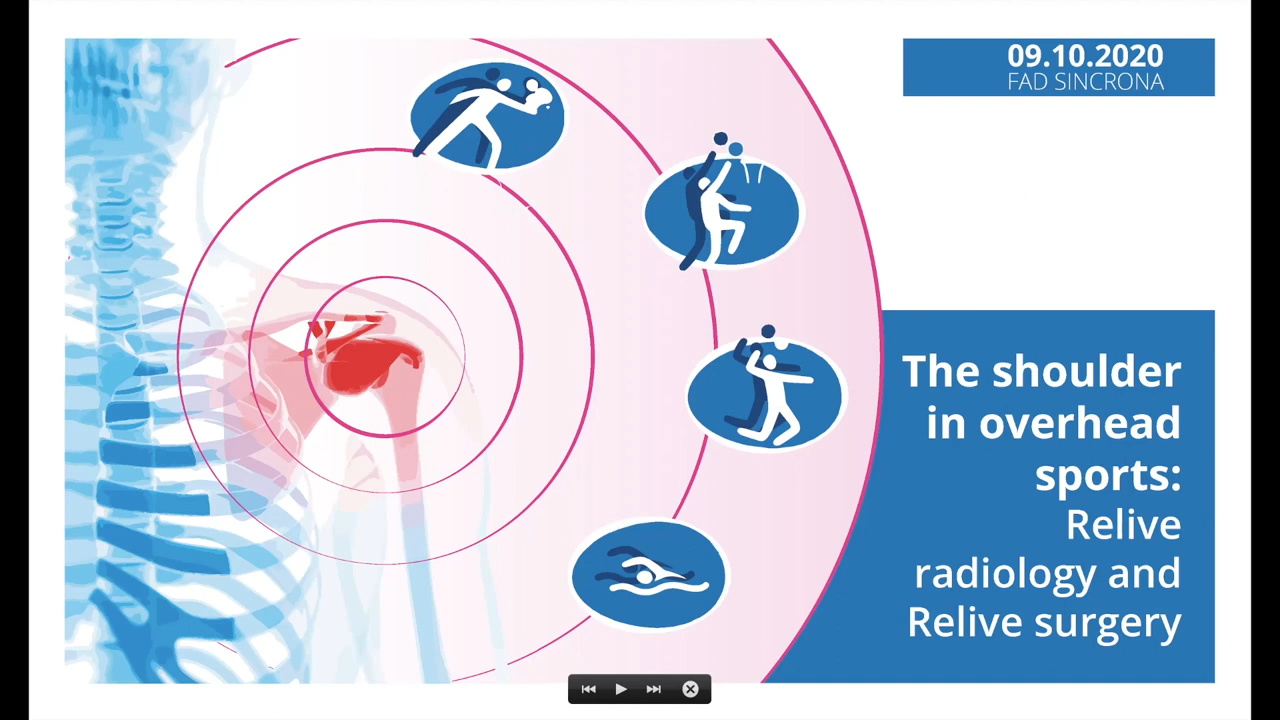 09.10.2020
FAD SINCRONA
The shoulder
in overhead
sports:
Relive
radiology and
Relive surgery